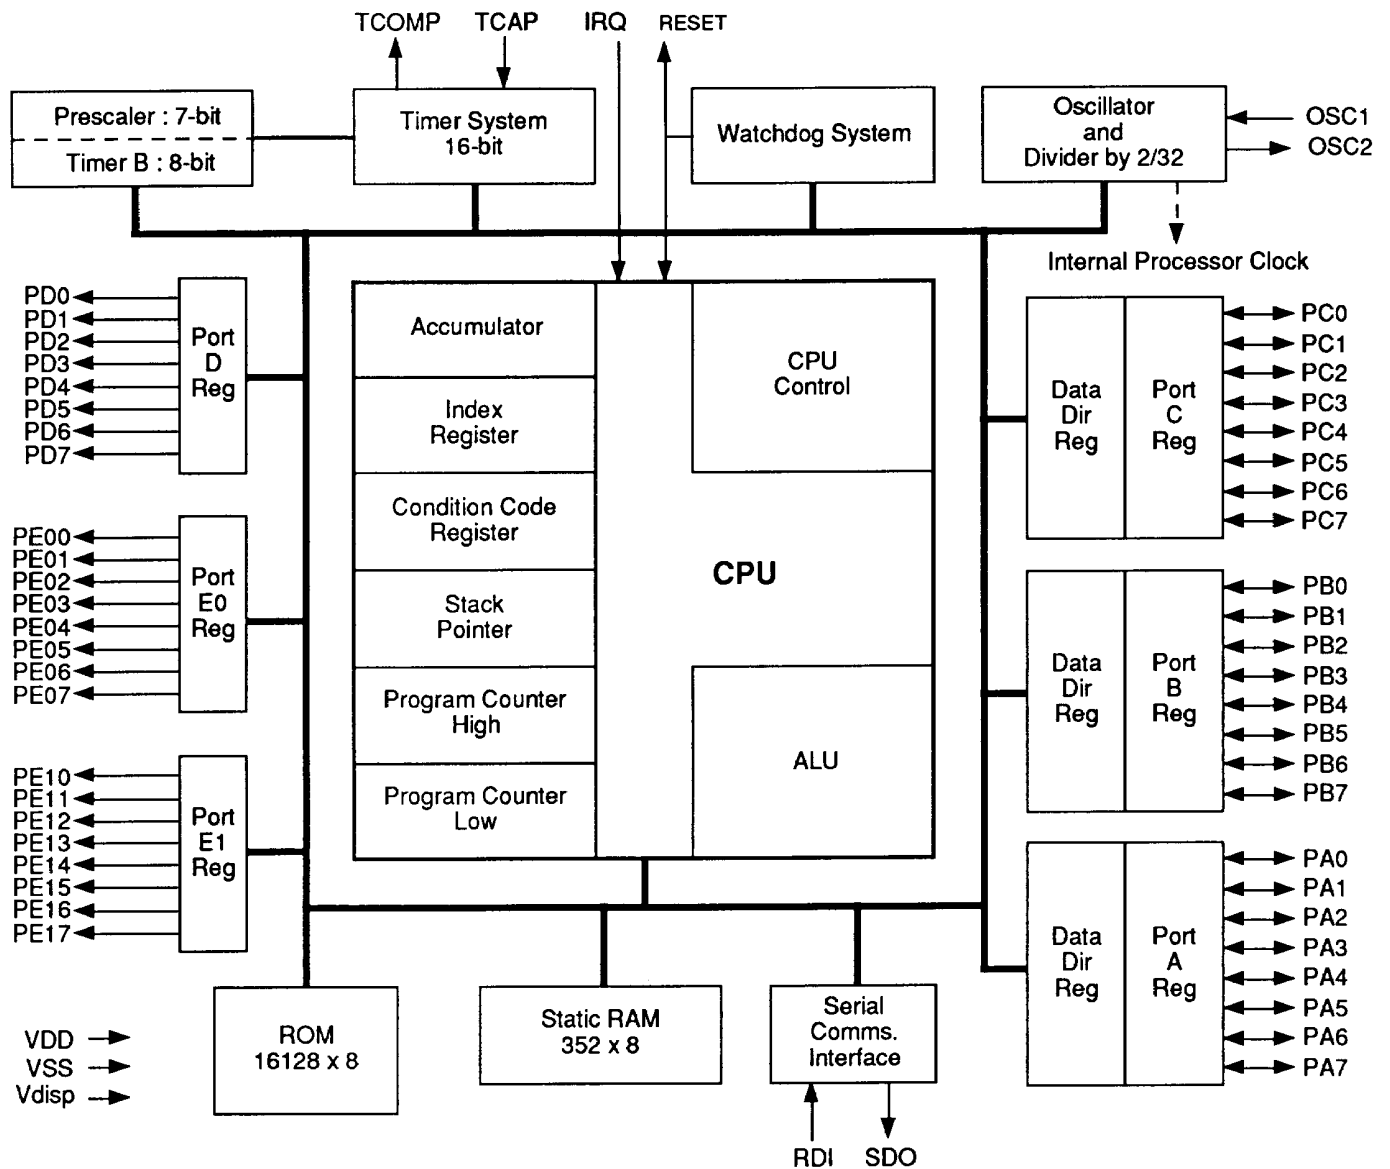 TCOMP TCAP IRQ RESET
Prescaler : 7-bit
Timer B : 8-bit
Timer System
16-bit
Watchdog System
Oscillator
and
Divider by 2/32
OSC1
OSC2
Internal Processor Clock
PD0
PD1
PD2
PD3
PD4
PD5
PD6
PD7
Port
D
Reg
PE00
PE01
PE02
PE03
PE04
PE05
PE06
PE07
Port
E0
Reg
PE10
PE11
PE12
PE13
PE14
PE15
PE16
PE17
Port
E1
Reg
Accumulator
Index
Register
Condition Code
Register
Stack
Pointer
Program Counter
High
Program Counter
Low
CPU
Control
CPU
ALU
Data
Dir
Reg
Port
C
Reg
PC0
PC1
PC2
PC3
PC4
PC5
PC6
PC7
Data
Dir
Reg
Port
B
Reg
PB0
PB1
PB2
PB3
PB4
PB5
PB6
PB7
Data
Dir
Reg
Port
A
Reg
PA0
PA1
PA2
PA3
PA4
PA5
PA6
PA7
VDD
VSS
Vdisp
ROM
16128 x 8
Static RAM
352 x 8
Serial
Comms.
Interface
RDI SDO